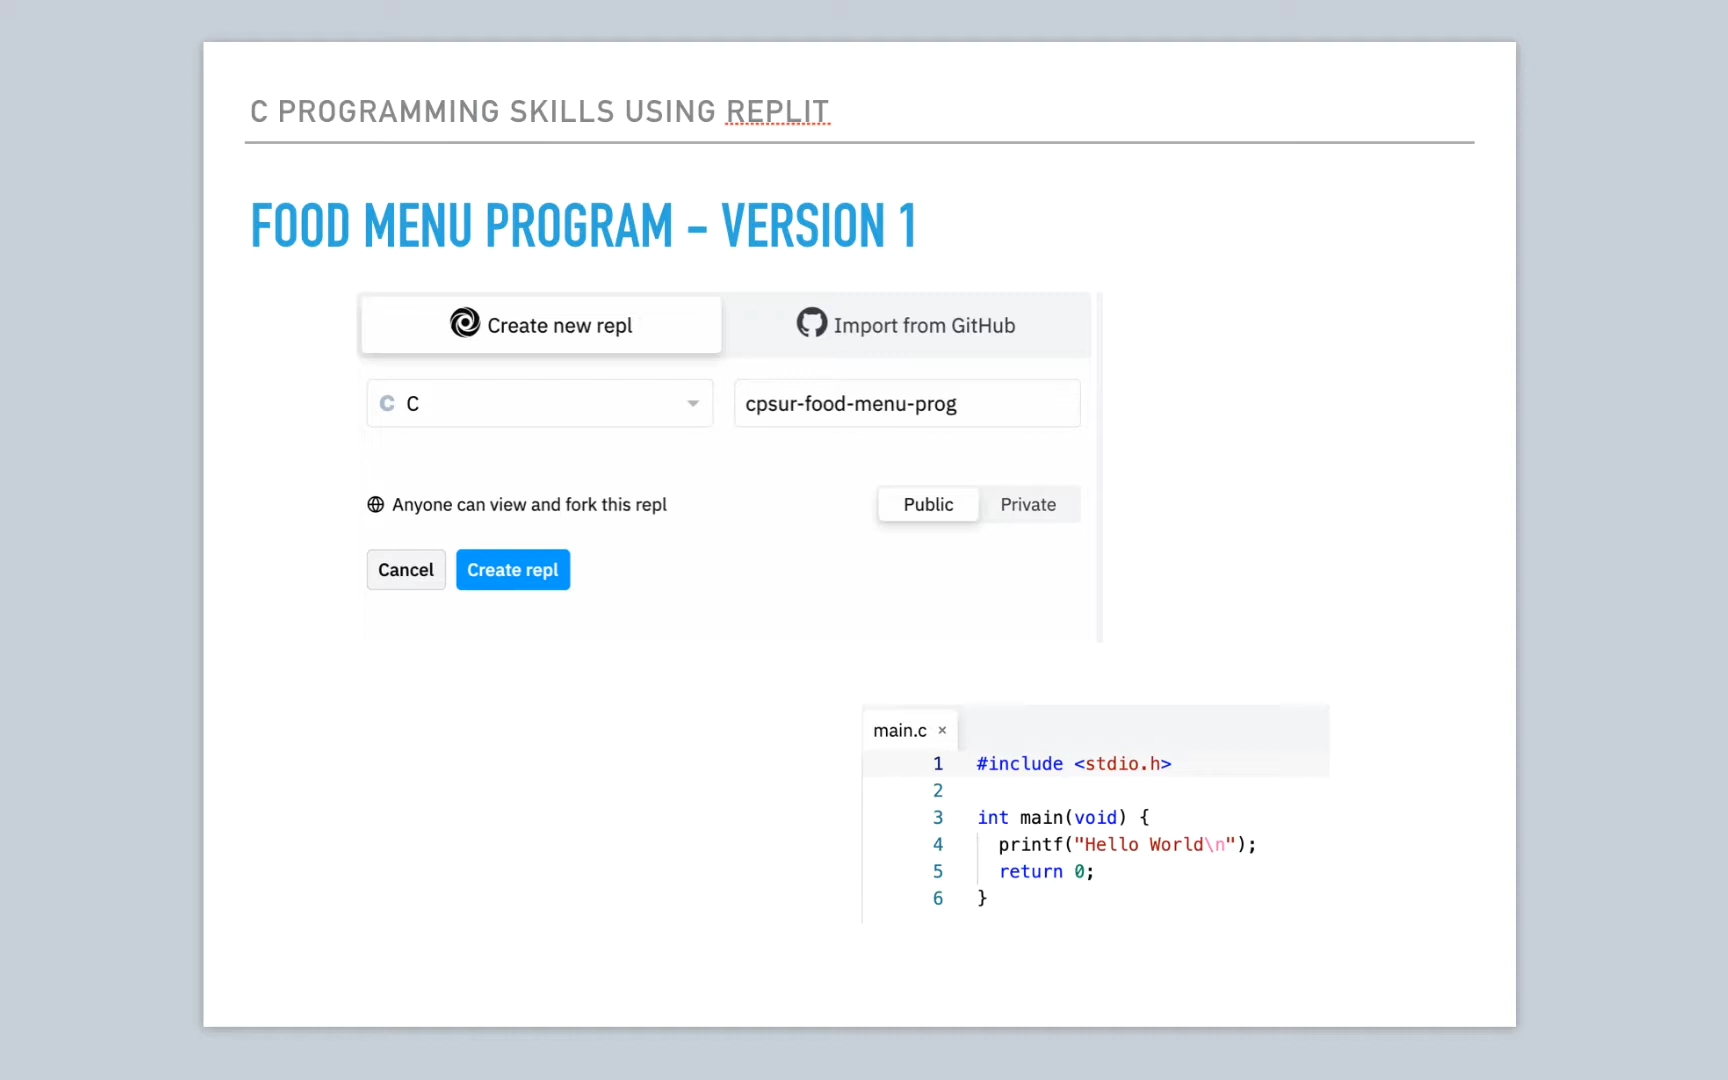 C PROGRAMMING SKILLS USING REPLIT
FOOD MENU PROGRAM – VERSION 1
Create new repl
Import from GitHub
C C
cpsur-food-menu-prog
Anyone can view and fork this repl
Public
Private
Cancel
Create repl
main.c ×
1 #include <stdio.h>
2
3 int main(void) {
4 printf("Hello World\n");
5 return 0;
6 }